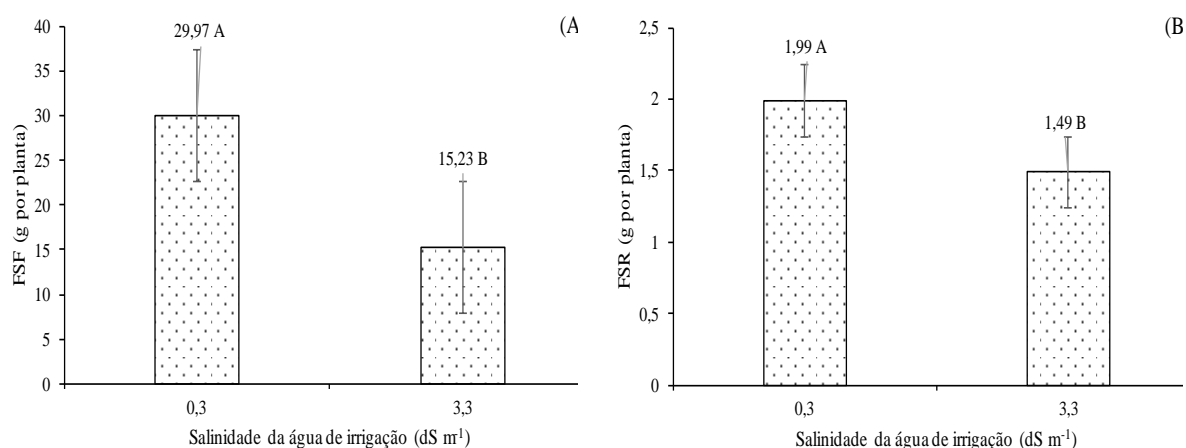 (A
40
35
30
25
20
15
10
5
0
FSF (g por planta)
29,97 A
15,23 B
0,3
3,3
Salinidade da água de irrigação (dS m⁻¹)
(B
2,5
2
1,5
1
0,5
0
FSR (g por planta)
1,99 A
1,49 B
0,3
3,3
Salinidade da água de irrigação (dS m⁻¹)